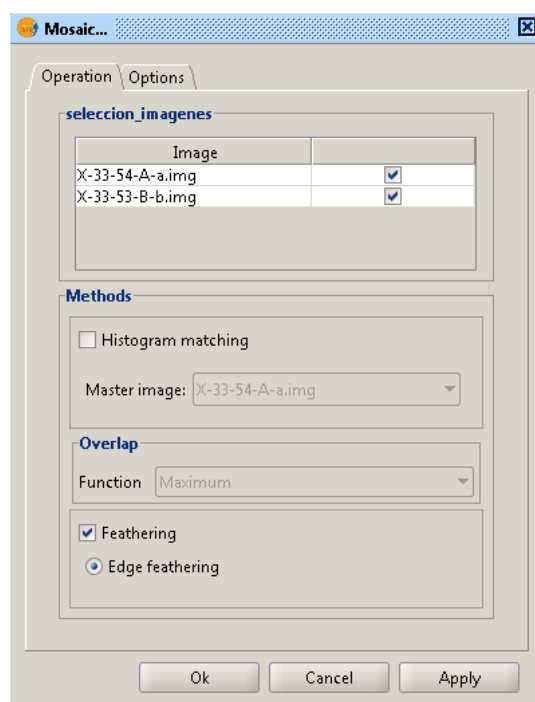 Mosaic...
Operation Options
seleccion_imagenes
Image
X-33-54-A-a.img
X-33-53-B-b.img
Methods
Histogram matching
Master image: X-33-54-A-a.img
Overlap
Function Maximum
Feathering
Edge feathering
Ok Cancel Apply